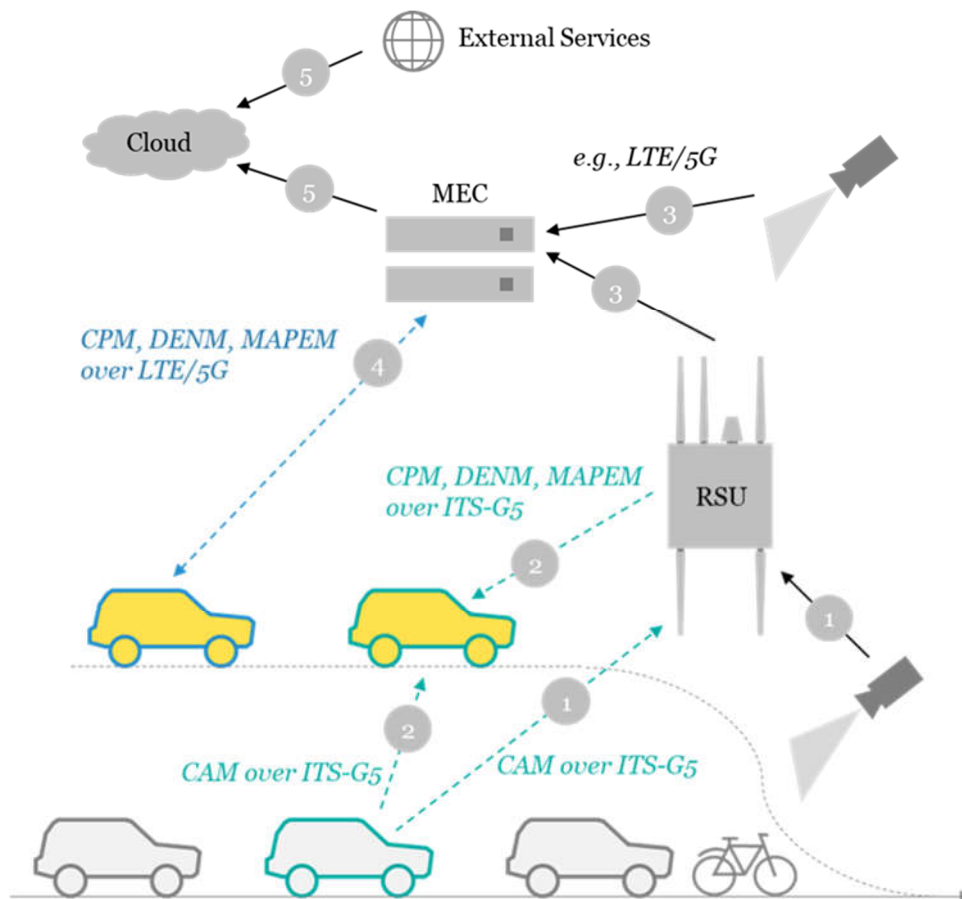 External Services
5
Cloud
e.g., LTE/5G
5
MEC
3
3
CPM, DENM, MAPEM
over LTE/5G
4
CPM, DENM, MAPEM
over ITS-G5
RSU
2
1
1
2
CAM over ITS-G5
CAM over ITS-G5